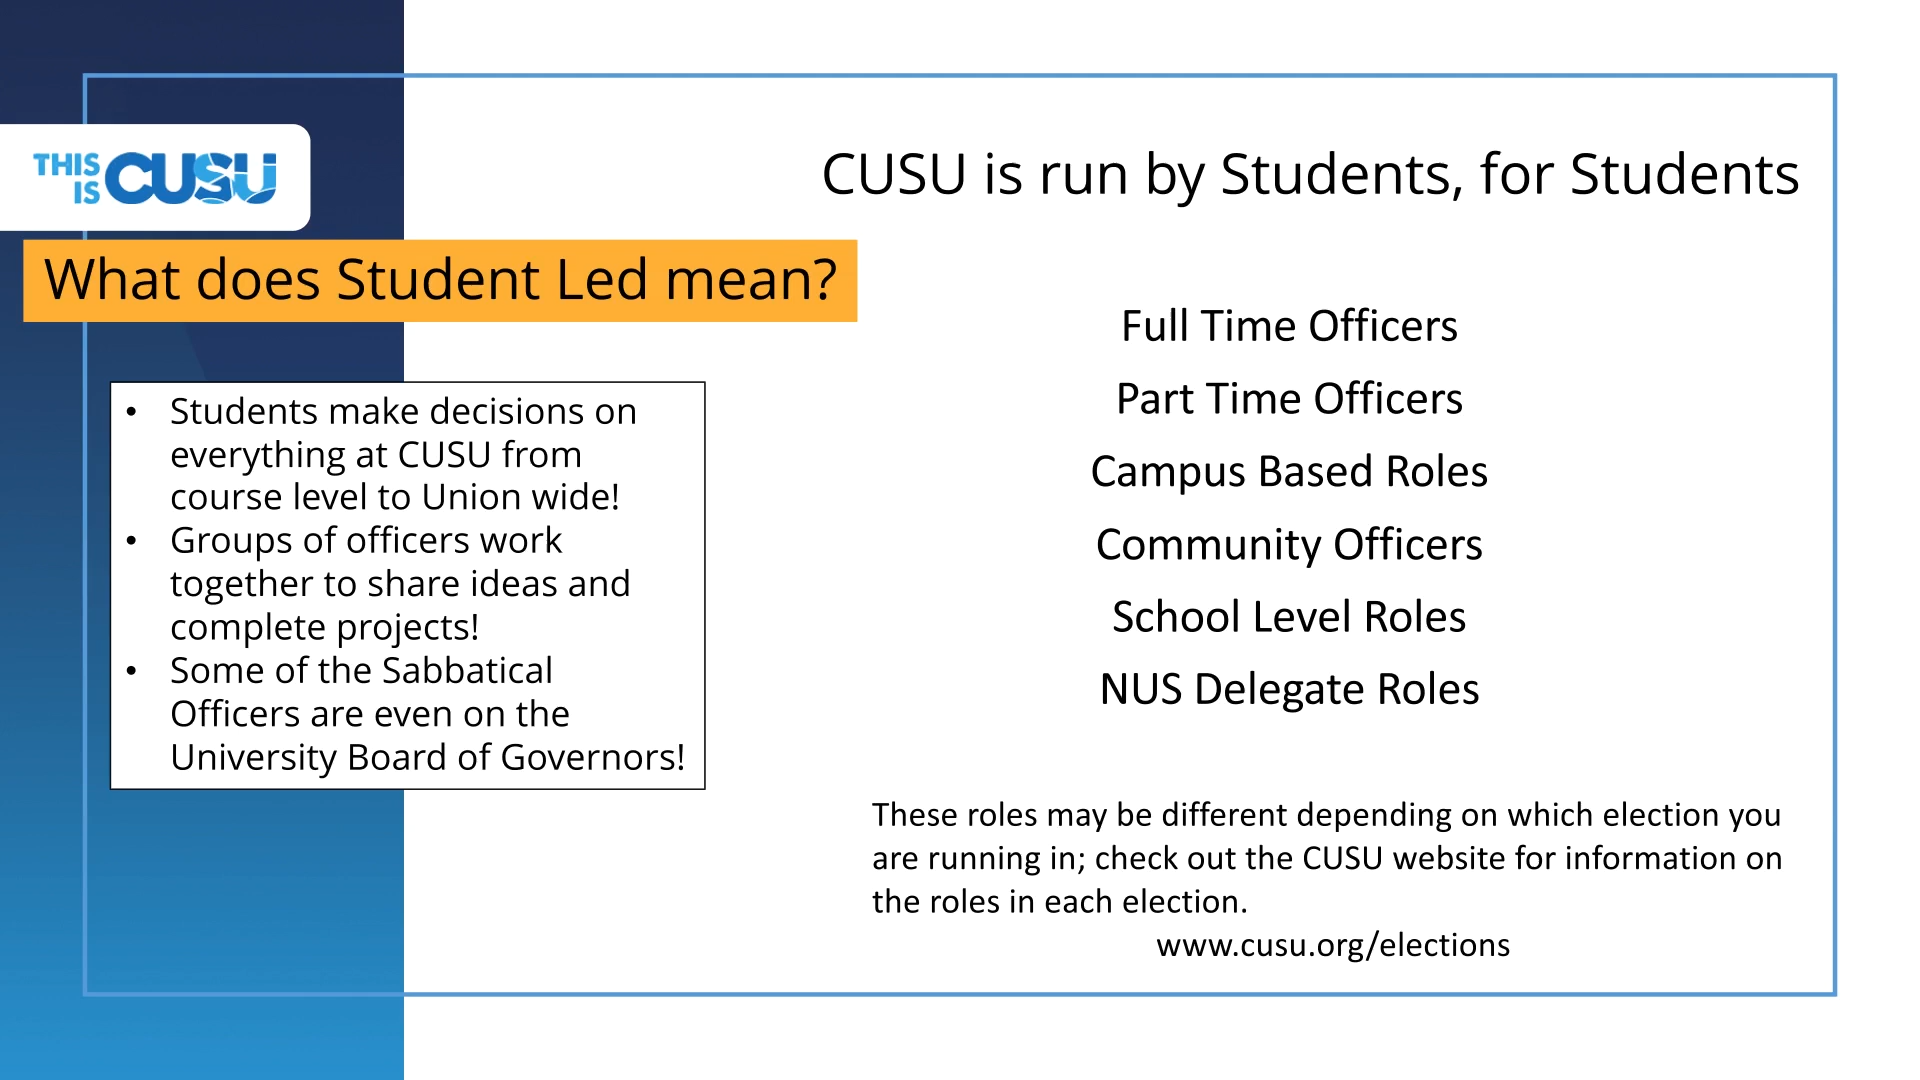 THIS
IS CUSU
What does Student Led mean?
• Students make decisions on
everything at CUSU from
course level to Union wide!
• Groups of officers work
together to share ideas and
complete projects!
• Some of the Sabbatical
Officers are even on the
University Board of Governors!
CUSU is run by Students, for Students
Full Time Officers
Part Time Officers
Campus Based Roles
Community Officers
School Level Roles
NUS Delegate Roles
These roles may be different depending on which election you
are running in; check out the CUSU website for information on
the roles in each election.
www.cusu.org/elections